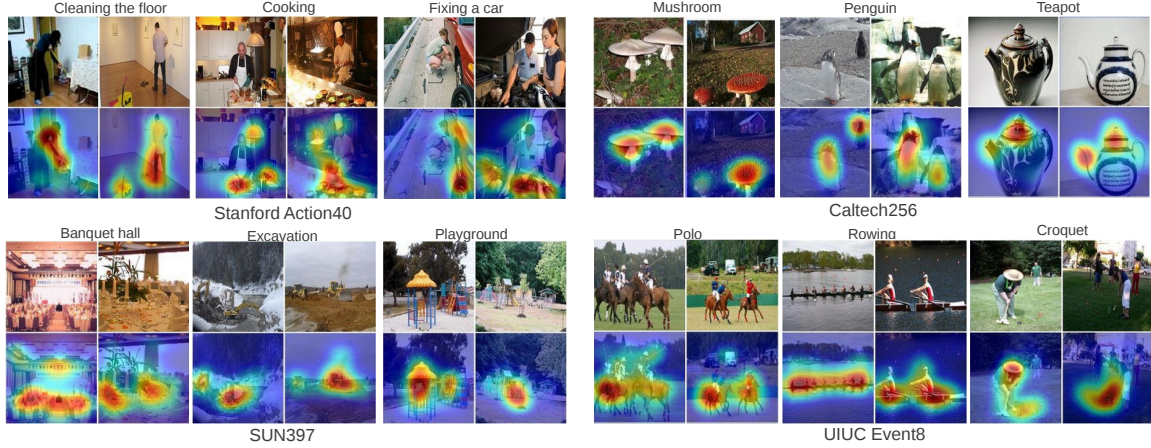 Cleaning the floor
Cooking
Fixing a car
Mushroom
Penguin
Teapot
Stanford Action40
Caltech256
Banquet hall
Excavation
Playground
Polo
Rowing
Croquet
SUN397
UIUC Event8